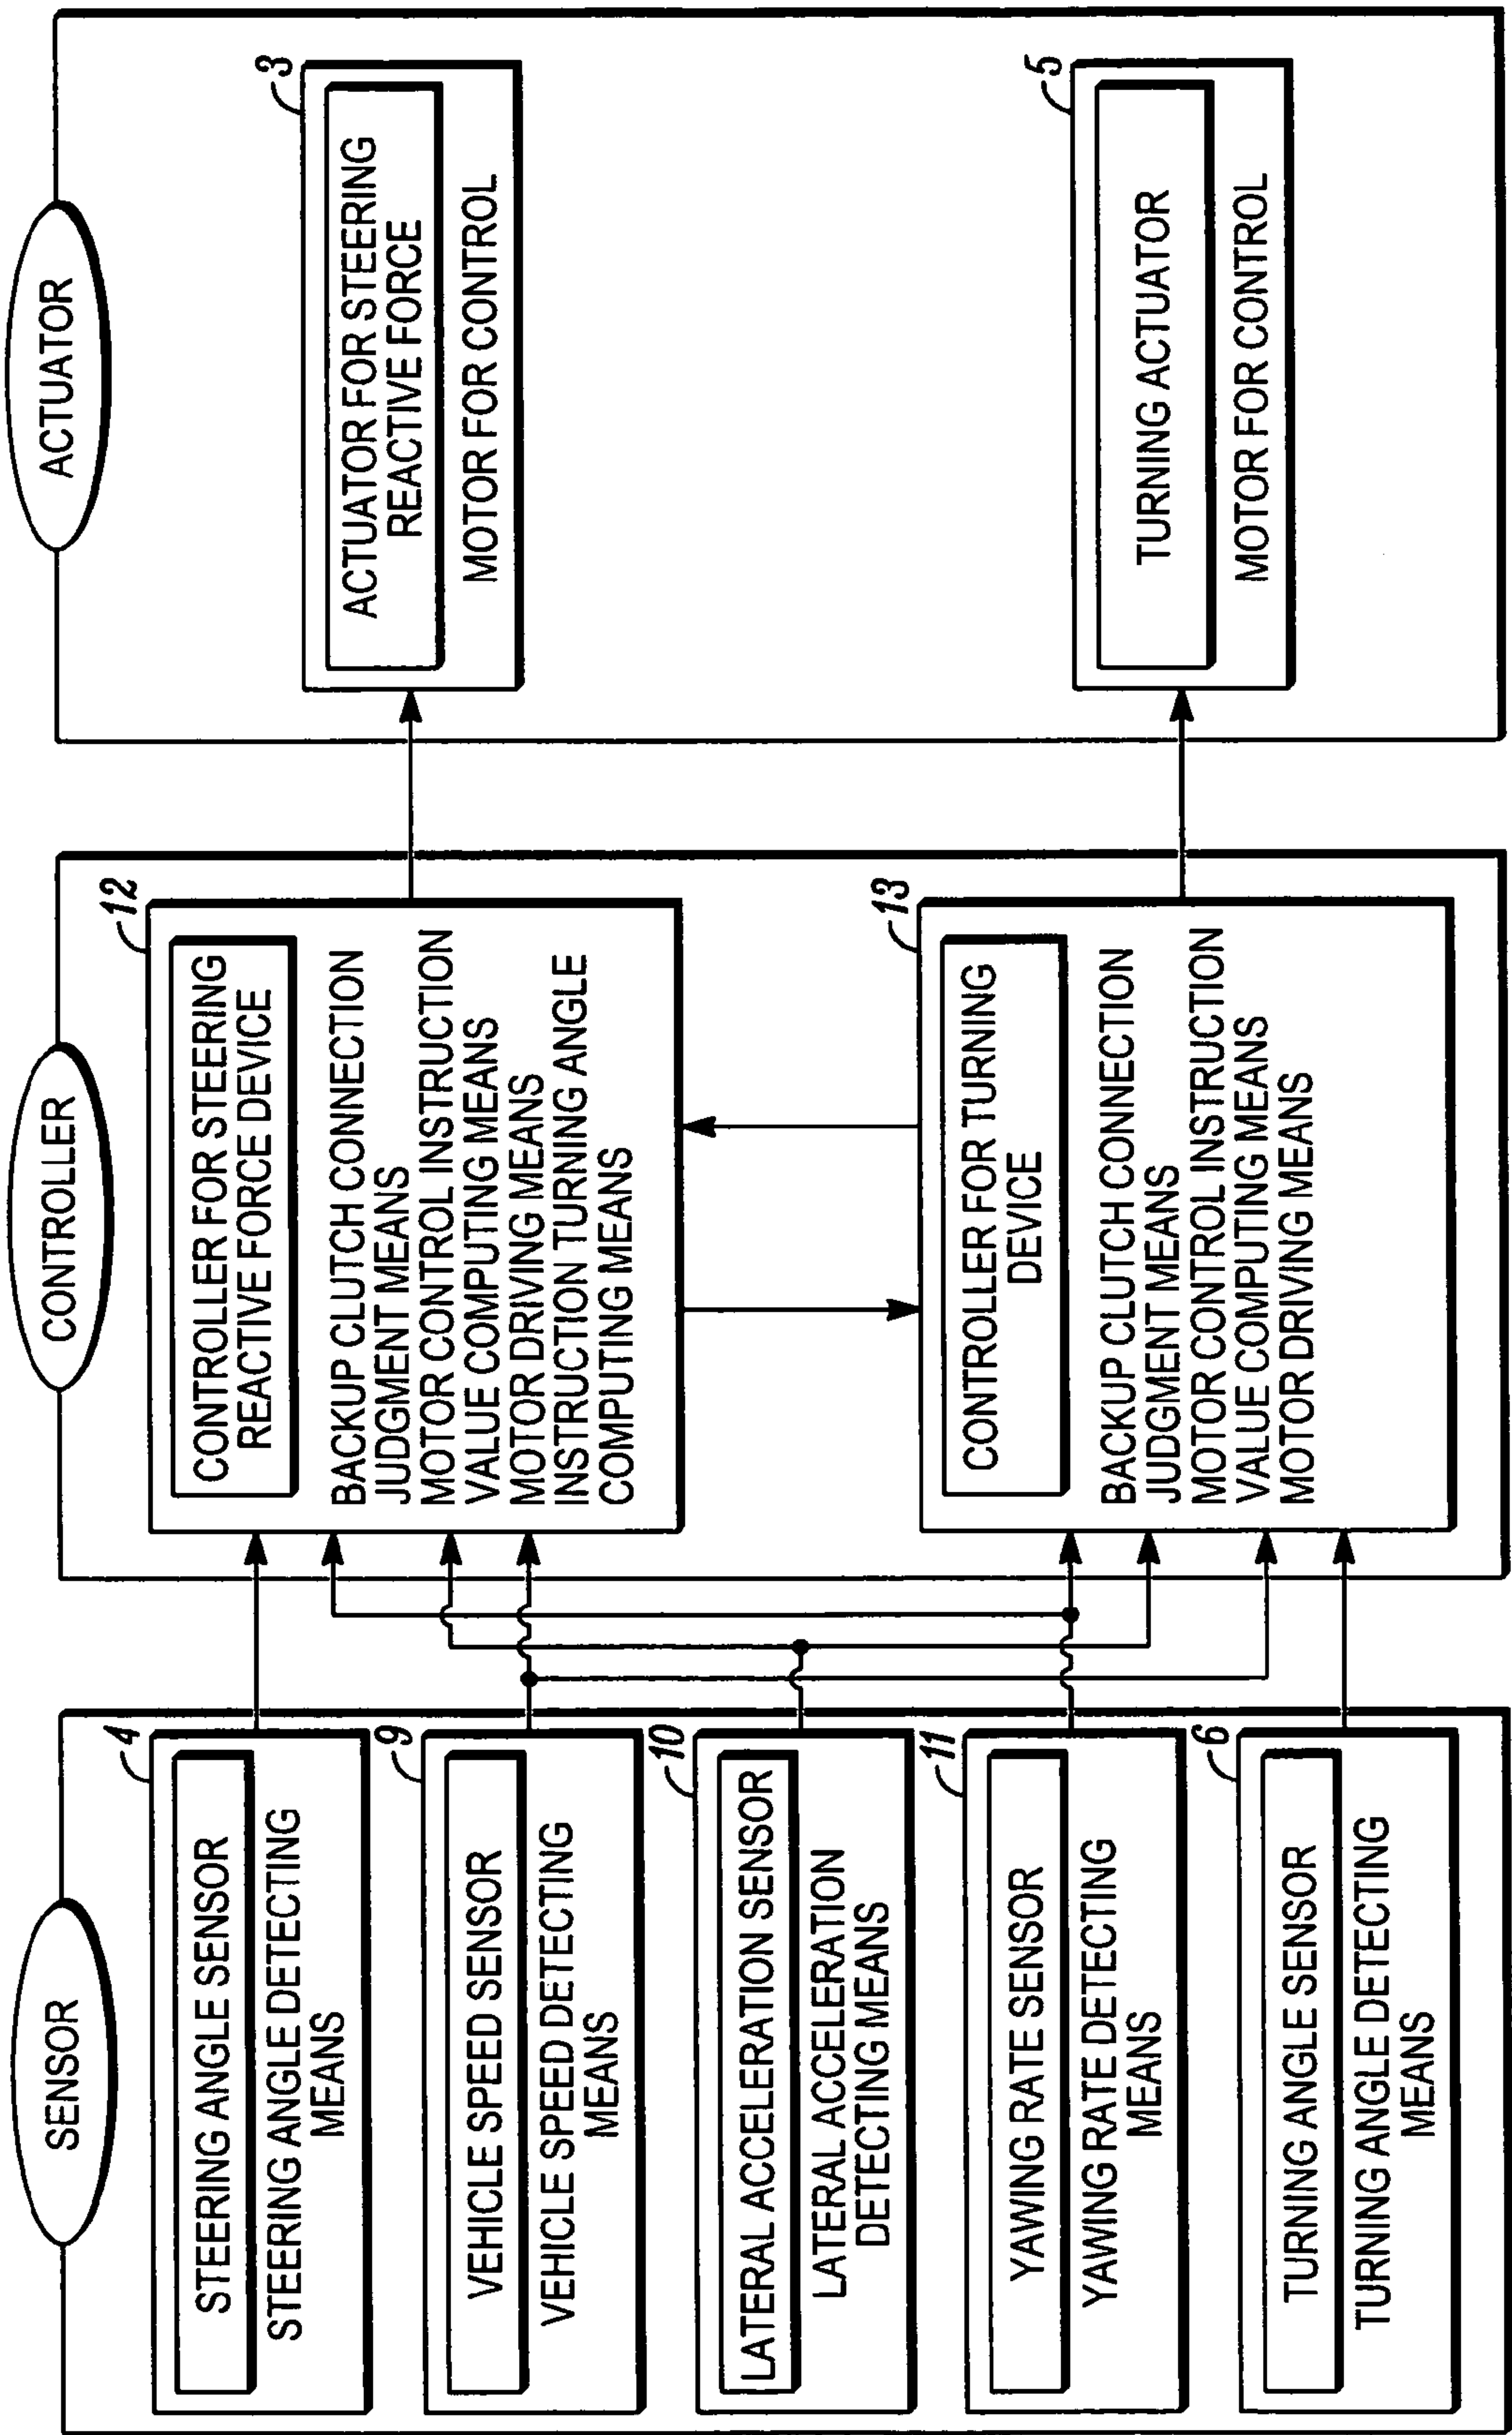 SENSOR
4
STEERING ANGLE SENSOR
STEERING ANGLE DETECTING
MEANS
9
VEHICLE SPEED SENSOR
VEHICLE SPEED DETECTING
MEANS
10
LATERAL ACCELERATION SENSOR
LATERAL ACCELERATION
DETECTING MEANS
11
YAWING RATE SENSOR
YAWING RATE DETECTING
MEANS
6
TURNING ANGLE SENSOR
TURNING ANGLE DETECTING
MEANS
CONTROLLER
12
CONTROLLER FOR STEERING
REACTIVE FORCE DEVICE
BACKUP CLUTCH CONNECTION
JUDGMENT MEANS
MOTOR CONTROL INSTRUCTION
VALUE COMPUTING MEANS
MOTOR DRIVING MEANS
INSTRUCTION TURNING ANGLE
COMPUTING MEANS
13
CONTROLLER FOR TURNING
DEVICE
BACKUP CLUTCH CONNECTION
JUDGMENT MEANS
MOTOR CONTROL INSTRUCTION
VALUE COMPUTING MEANS
MOTOR DRIVING MEANS
ACTUATOR
3
ACTUATOR FOR STEERING
REACTIVE FORCE
MOTOR FOR CONTROL
5
TURNING ACTUATOR
MOTOR FOR CONTROL